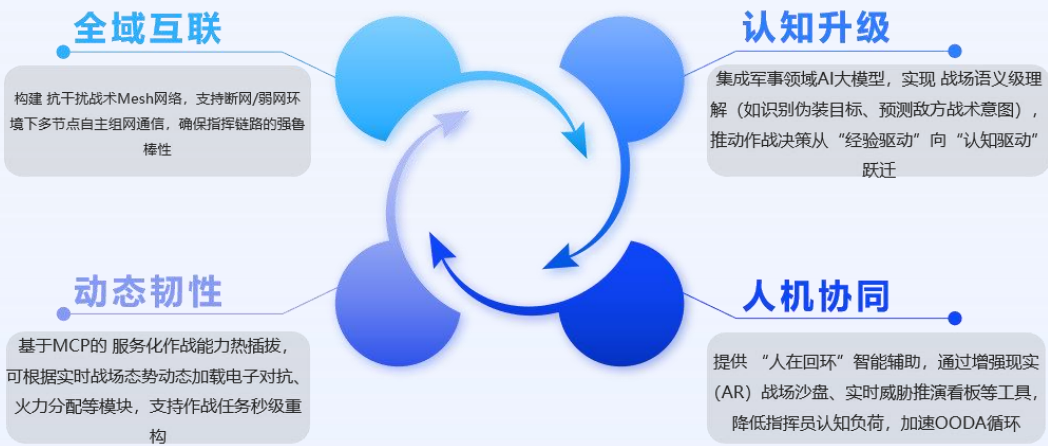 全域互联
构建 抗干扰战术Mesh网络，支持断网/弱网环
境下多节点自主组网通信，确保指挥链路的强鲁
棒性
认知升级
集成军事领域AI大模型，实现 战场语义级理
解（如识别伪装目标、预测敌方战术意图），
推动作战决策从“经验驱动”向“认知驱动”
跃迁
动态韧性
基于MCP的 服务化作战能力热插拔，
可根据实时战场态势动态加载电子对抗、
火力分配等模块，支持作战任务秒级重
构
人机协同
提供 “人在回环”智能辅助，通过增强现实
（AR）战场沙盘、实时威胁推演看板等工具，
降低指挥员认知负荷，加速OODA循环